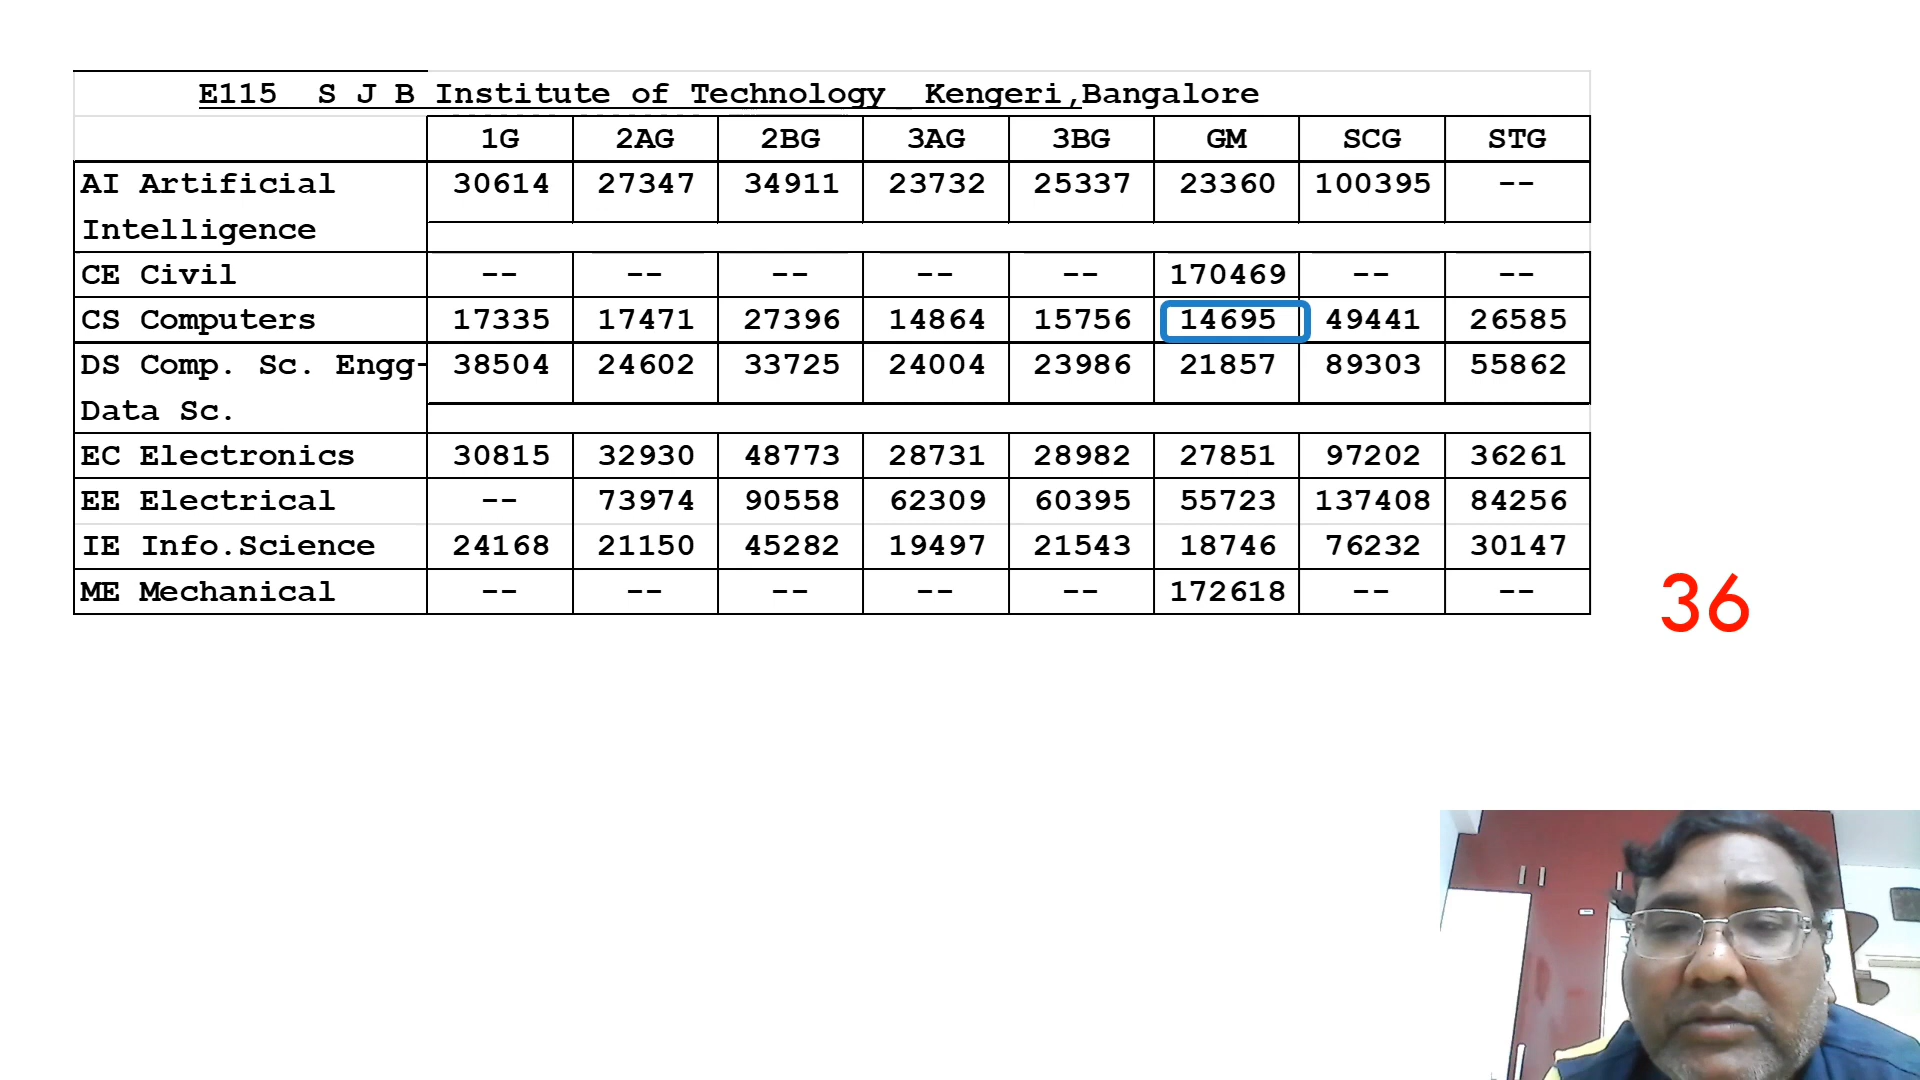 E115 S J B Institute of Technology Kengeri,Bangalore
1G 2AG 2BG 3AG 3BG GM SCG STG
AI Artificial Intelligence 30614 27347 34911 23732 25337 23360 100395 --
CE Civil -- -- -- -- -- 170469 -- --
CS Computers 17335 17471 27396 14864 15756 14695 49441 26585
DS Comp. Sc. Engg-Data Sc. 38504 24602 33725 24004 23986 21857 89303 55862
EC Electronics 30815 32930 48773 28731 28982 27851 97202 36261
EE Electrical -- 73974 90558 62309 60395 55723 137408 84256
IE Info.Science 24168 21150 45282 19497 21543 18746 76232 30147
ME Mechanical -- -- -- -- -- 172618 -- --
36